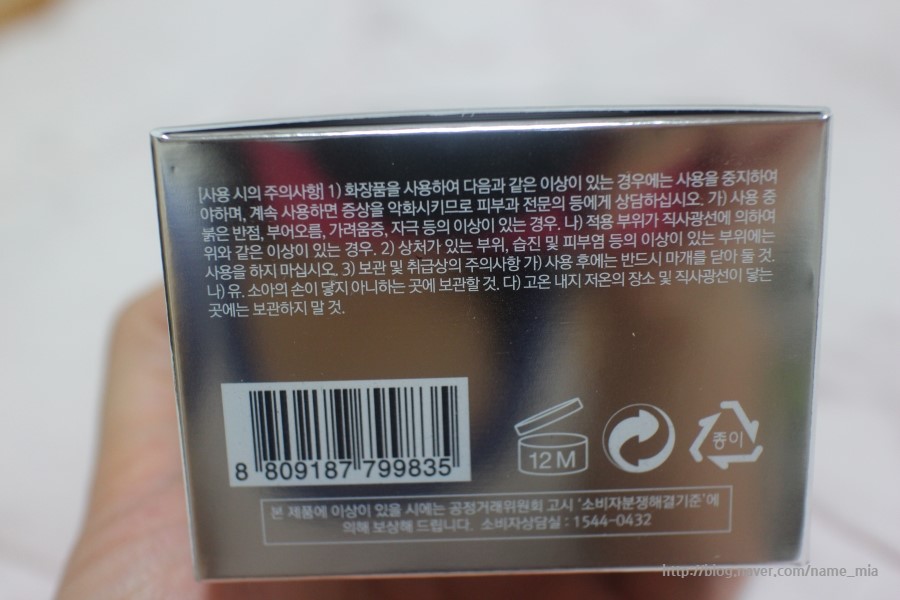 [사용 시의 주의사항] 1) 화장품을 사용하여 다음과 같은 이상이 있는 경우에는 사용을 중지하여
야하며, 계속 사용하면 증상을 악화시키므로 피부과 전문의 등에게 상담하십시오. 가) 사용 중
붉은 반점, 부어오름, 가려움증, 자극 등의 이상이 있는 경우. 나) 적용 부위가 직사광선에 의하여
위와 같은 이상이 있는 경우. 2) 상처가 있는 부위, 습진 및 피부염 등의 이상이 있는 부위에는
사용을 하지 마십시오. 3) 보관 및 취급상의 주의사항 가) 사용 후에는 반드시 마개를 닫아 둘 것.
나) 유. 소아의 손이 닿지 아니하는 곳에 보관할 것. 다) 고온 내지 저온의 장소 및 직사광선이 닿는
곳에는 보관하지 말 것.
8 809187 799835
12 M
종이
본 제품에 이상이 있을 시에는 공정거래위원회 고시 '소비자분쟁해결기준'에
의해 보상해 드립니다. 소비자상담실 : 1544-0432
http://blog.naver.com/name_mia